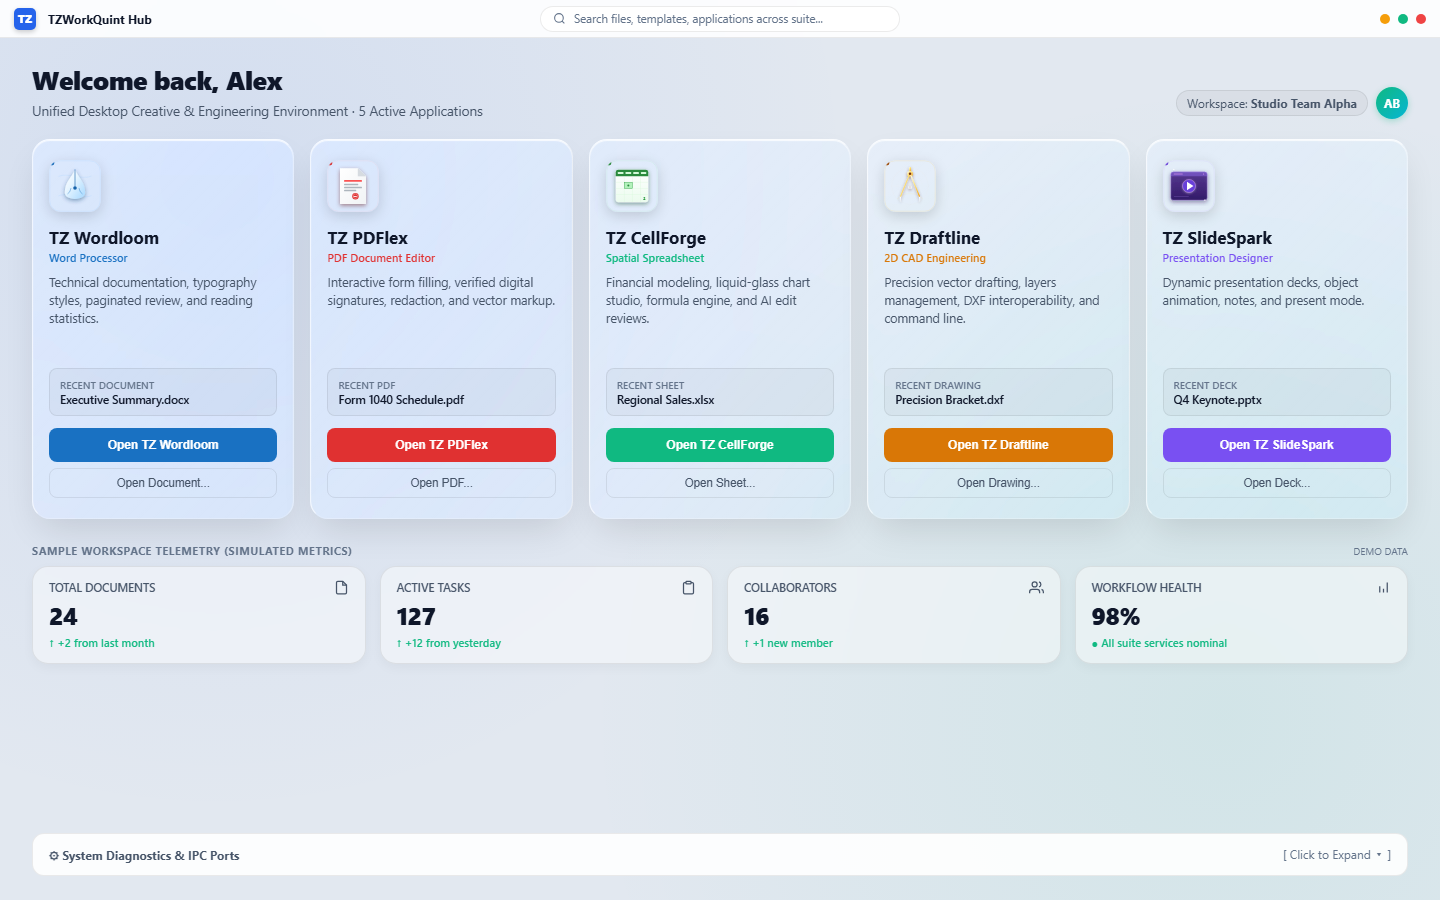 TZ TZWorkQuint Hub
Search files, templates, applications across suite...
Welcome back, Alex
Unified Desktop Creative & Engineering Environment · 5 Active Applications
Workspace: Studio Team Alpha
AB
TZ Wordloom
Word Processor
Technical documentation, typography
styles, paginated review, and reading
statistics.
RECENT DOCUMENT
Executive Summary.docx
Open TZ Wordloom
Open Document...
TZ PDFlex
PDF Document Editor
Interactive form filling, verified digital
signatures, redaction, and vector markup.
RECENT PDF
Form 1040 Schedule.pdf
Open TZ PDFlex
Open PDF...
TZ CellForge
Spatial Spreadsheet
Financial modeling, liquid-glass chart
studio, formula engine, and AI edit
reviews.
RECENT SHEET
Regional Sales.xlsx
Open TZ CellForge
Open Sheet...
TZ Draftline
2D CAD Engineering
Precision vector drafting, layers
management, DXF interoperability, and
command line.
RECENT DRAWING
Precision Bracket.dxf
Open TZ Draftline
Open Drawing...
TZ SlideSpark
Presentation Designer
Dynamic presentation decks, object
animation, notes, and present mode.
RECENT DECK
Q4 Keynote.pptx
Open TZ SlideSpark
Open Deck...
SAMPLE WORKSPACE TELEMETRY (SIMULATED METRICS)
DEMO DATA
TOTAL DOCUMENTS
24
↑ +2 from last month
ACTIVE TASKS
127
↑ +12 from yesterday
COLLABORATORS
16
↑ +1 new member
WORKFLOW HEALTH
98%
● All suite services nominal
⚙ System Diagnostics & IPC Ports
[ Click to Expand ▾ ]